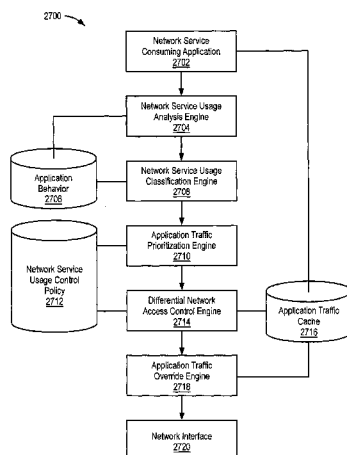 2700
Network Service
Consuming Application
2702
Network Service Usage
Analysis Engine
2704
Application
Behavior
2706
Network Service Usage
Classification Engine
2708
Application Traffic
Prioritization Engine
2710
Network Service
Usage Control
Policy
2712
Differential Network
Access Control Engine
2714
Application Traffic
Cache
2716
Application Traffic
Override Engine
2718
Network Interface
2720